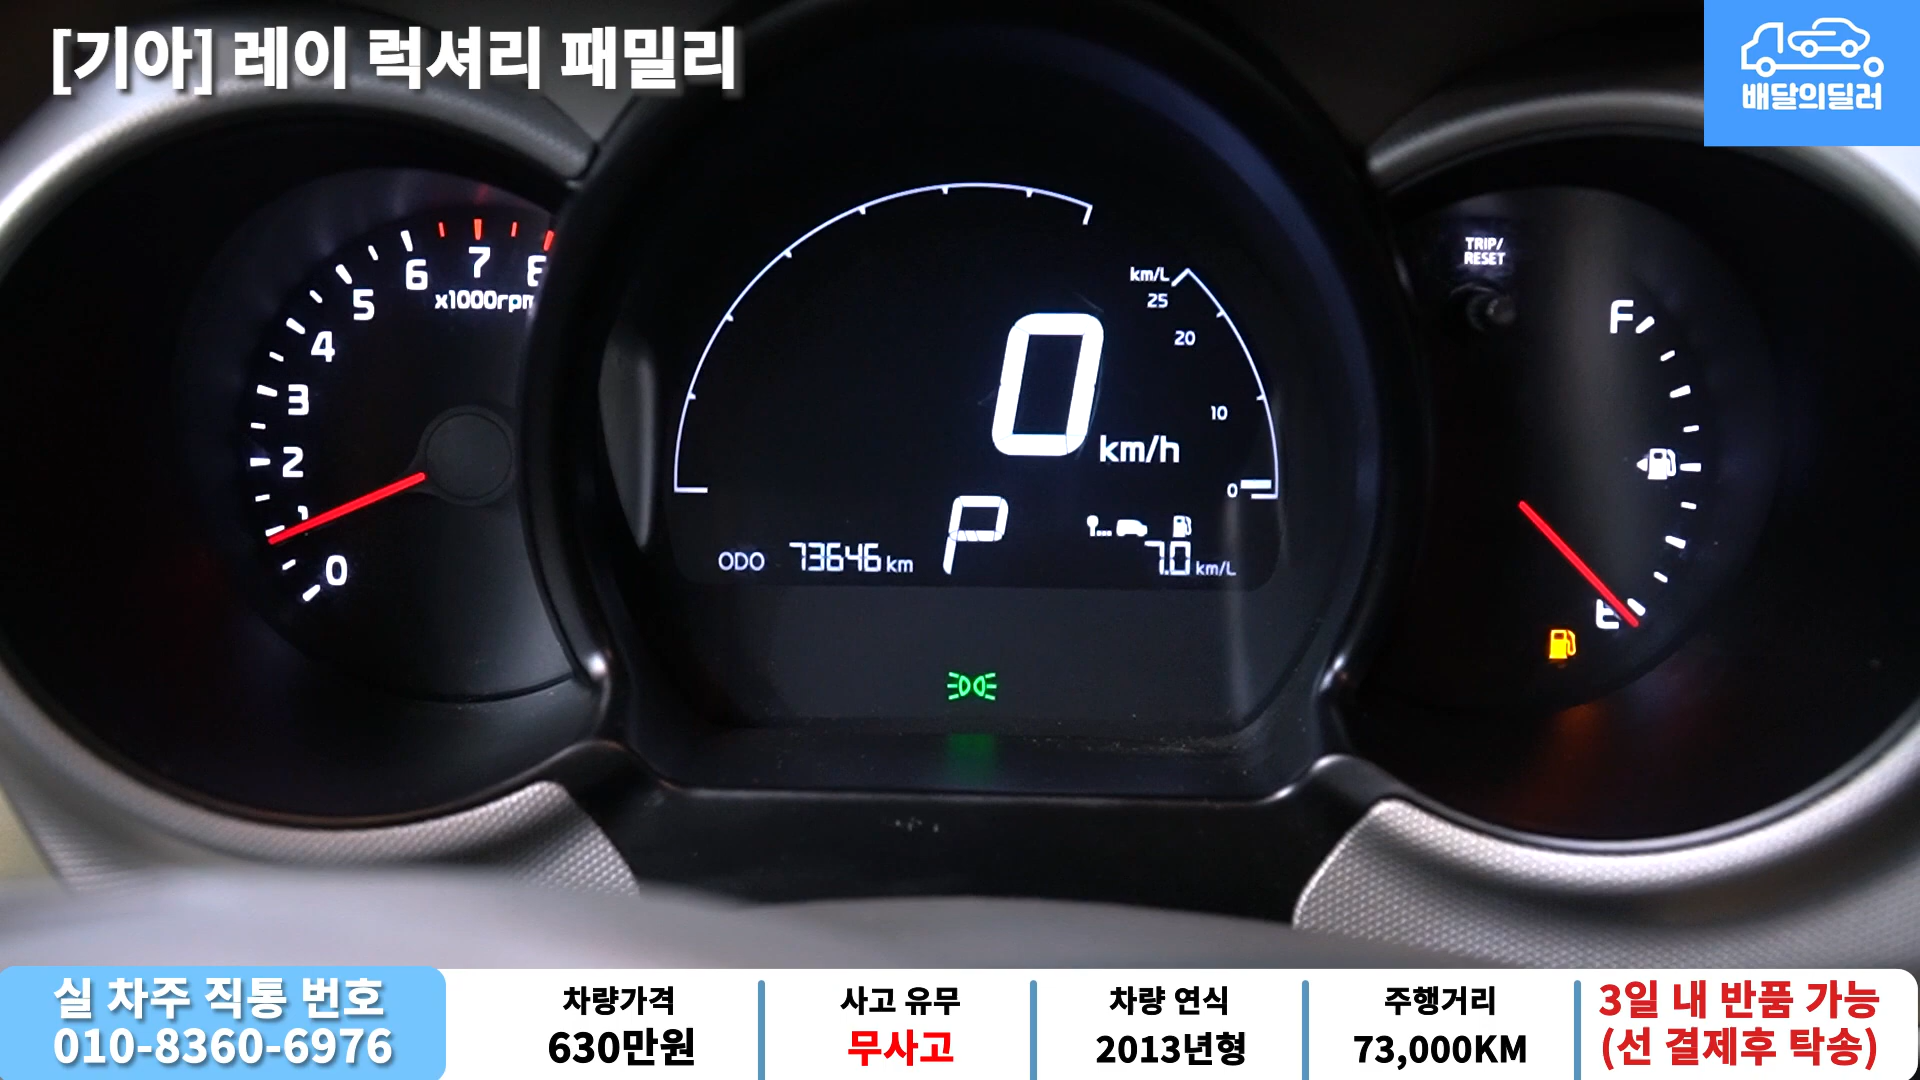 [기아] 레이 럭셔리 패밀리
배달의딜러
8
7
6
5
4
3
2
1
0
x1000rpm
km/L
25
20
10
0
0
km/h
P
ODO 73646 km
7.0 km/L
TRIP/
RESET
F
E
실 차주 직통 번호
010-8360-6976
차량가격
630만원
사고 유무
무사고
차량 연식
2013년형
주행거리
73,000KM
3일 내 반품 가능
(선 결제후 탁송)